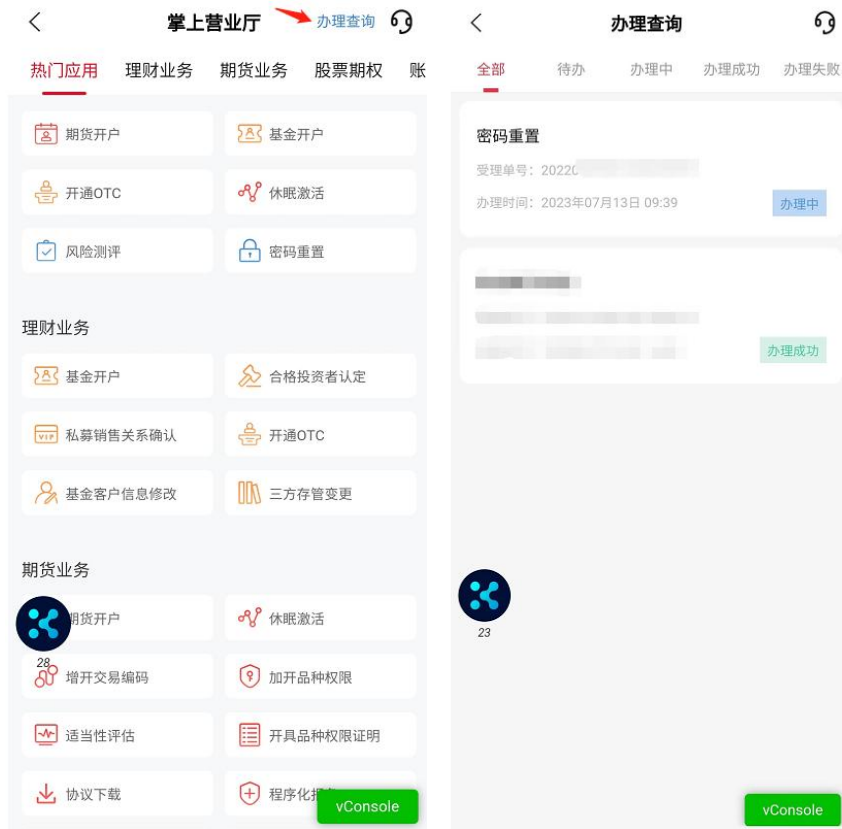 掌上营业厅 办理查询
热门应用 理财业务 期货业务 股票期权 账
期货开户 基金开户
开通OTC 休眠激活
风险测评 密码重置
理财业务
基金开户 合格投资者认定
私募销售关系确认 开通OTC
基金客户信息修改 三方存管变更
期货业务
期货开户 休眠激活
28
增开交易编码 加开品种权限
适当性评估 开具品种权限证明
协议下载 程序化
vConsole
办理查询
全部 待办 办理中 办理成功 办理失败
密码重置
受理单号：20220
办理时间：2023年07月13日 09:39 办理中
办理成功
23
vConsole